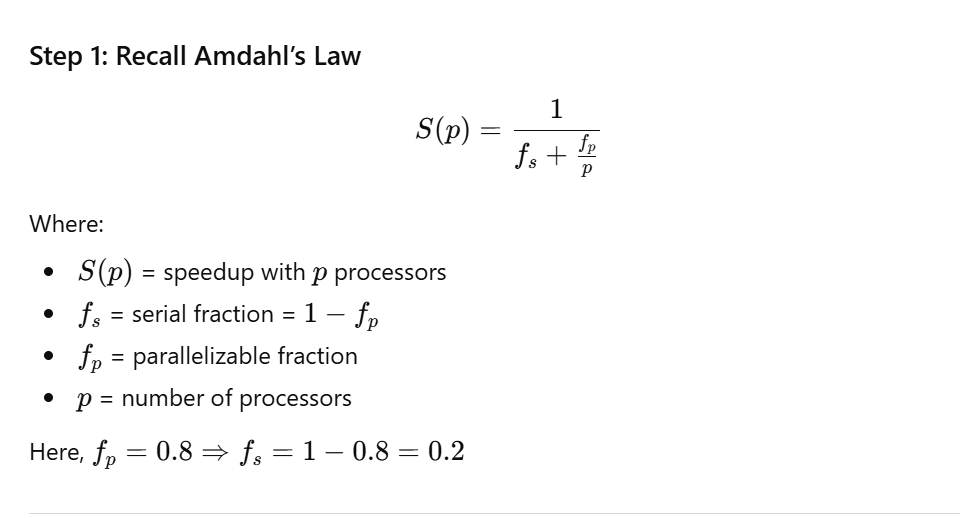 Step 1: Recall Amdahl’s Law
S(p) = \frac{1}{f_s + \frac{f_p}{p}}
Where:
• S(p) = speedup with p processors
• f_s = serial fraction = 1 − f_p
• f_p = parallelizable fraction
• p = number of processors
Here, f_p = 0.8 ⇒ f_s = 1 − 0.8 = 0.2